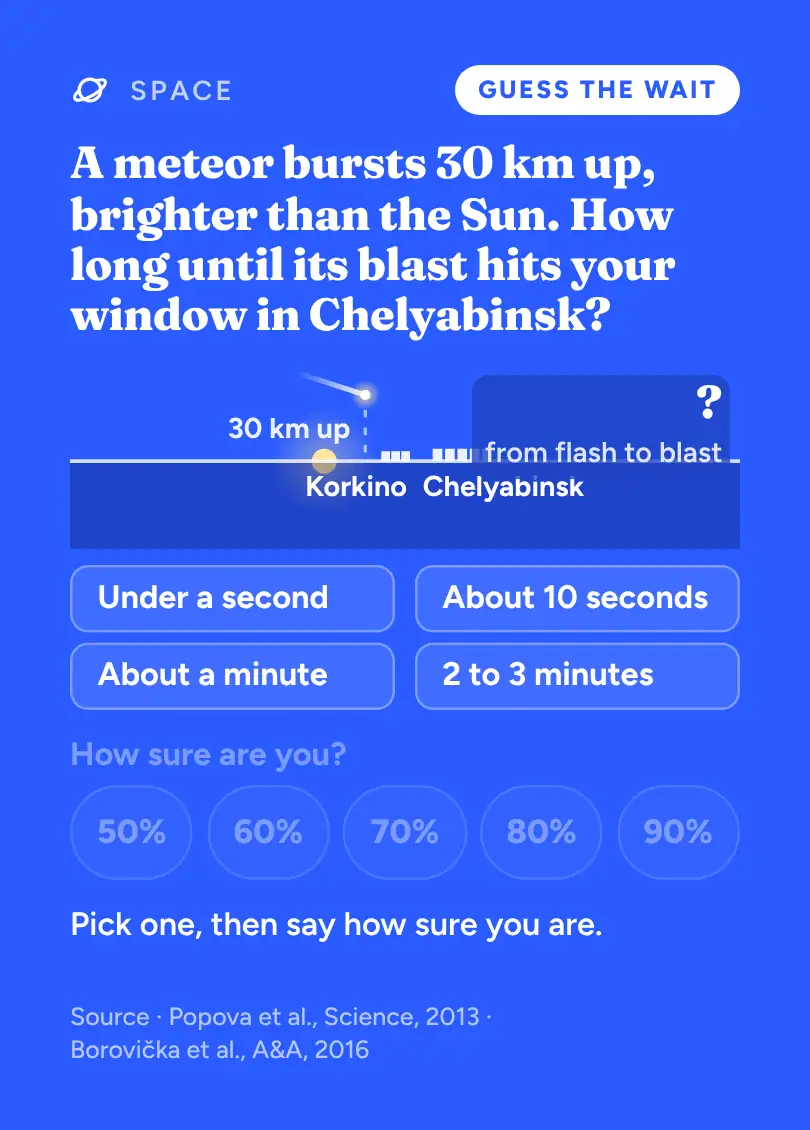 SPACE
GUESS THE WAIT
A meteor bursts 30 km up,
brighter than the Sun. How
long until its blast hits your
window in Chelyabinsk?
?
30 km up
from flash to blast
Korkino
Chelyabinsk
Under a second
About 10 seconds
About a minute
2 to 3 minutes
How sure are you?
50%
60%
70%
80%
90%
Pick one, then say how sure you are.
Source · Popova et al., Science, 2013 ·
Borovička et al., A&A, 2016